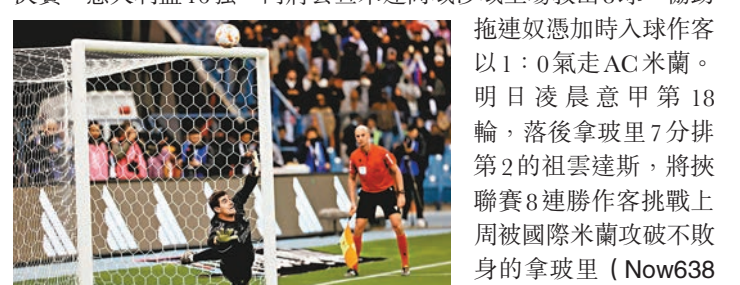 拖連奴憑加時入球作客
以1：0氣走AC米蘭。
明日凌晨意甲第18
輪，落後拿玻里7分排
第2的祖雲達斯，將挾
聯賽8連勝作客挑戰上
周被國際米蘭攻破不敗
身的拿玻里（Now638